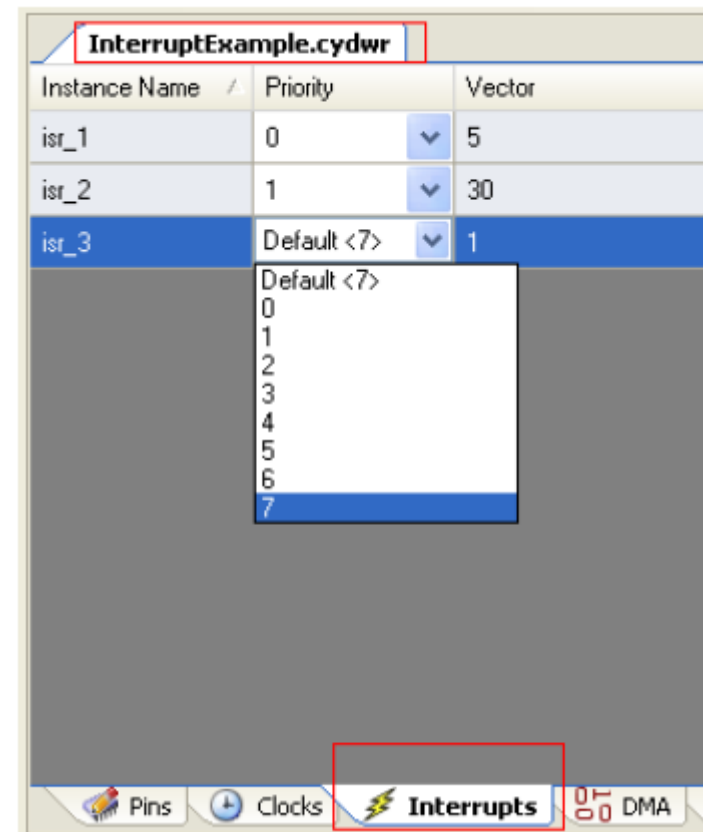 InterruptExample.cydwr
Instance Name Priority Vector
isr_1 0 5
isr_2 1 30
isr_3 Default <7> 1
Default <7>
0
1
2
3
4
5
6
7
Pins Clocks Interrupts DMA